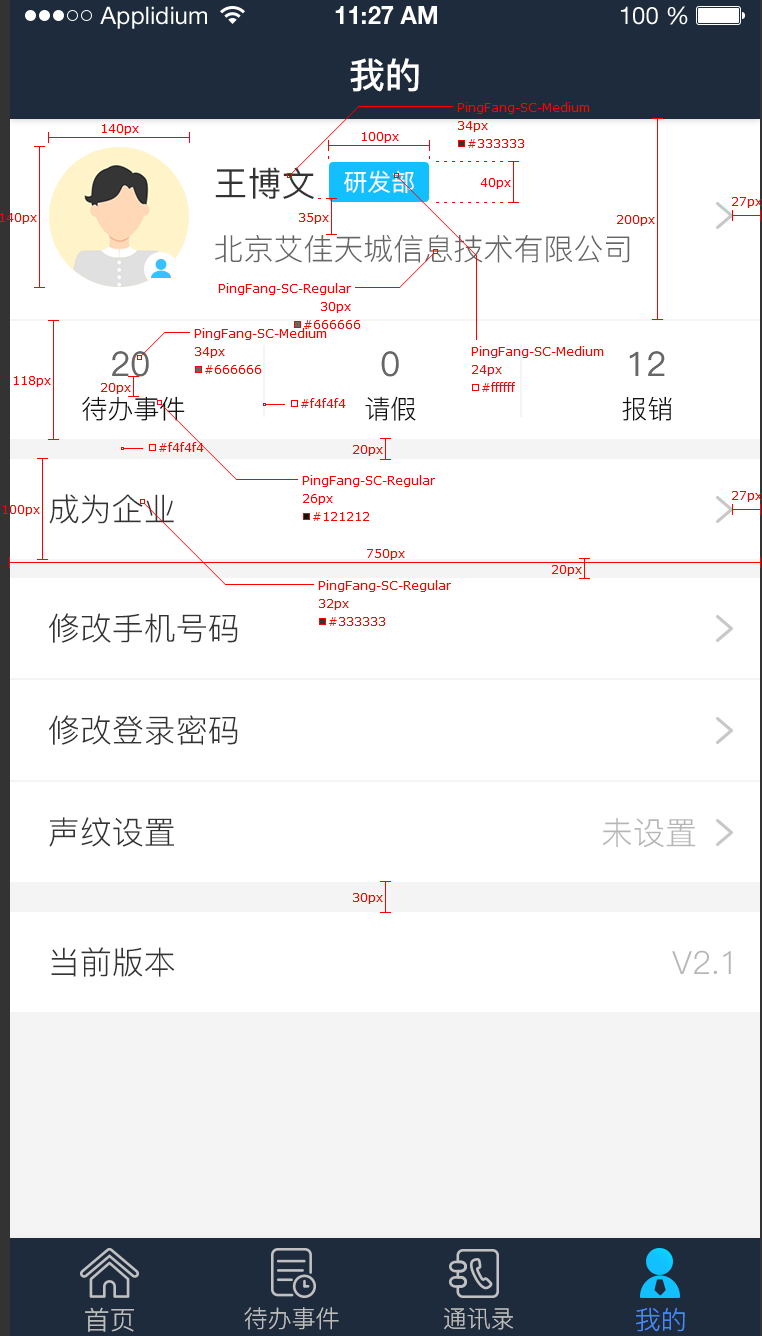 Applidium 11:27 AM 100 %
我的
PingFang-SC-Medium
34px
#333333
140px
100px
王博文 研发部
40px
140px
35px
200px
27px
北京艾佳天城信息技术有限公司
PingFang-SC-Regular
30px
#666666
PingFang-SC-Medium
34px
#666666
PingFang-SC-Medium
24px
#ffffff
20 0 12
118px
20px
待办事件 请假 报销
#f4f4f4
#f4f4f4
20px
PingFang-SC-Regular
26px
#121212
成为企业
100px
27px
750px
20px
PingFang-SC-Regular
32px
#333333
修改手机号码
修改登录密码
声纹设置 未设置
30px
当前版本 V2.1
首页 待办事件 通讯录 我的